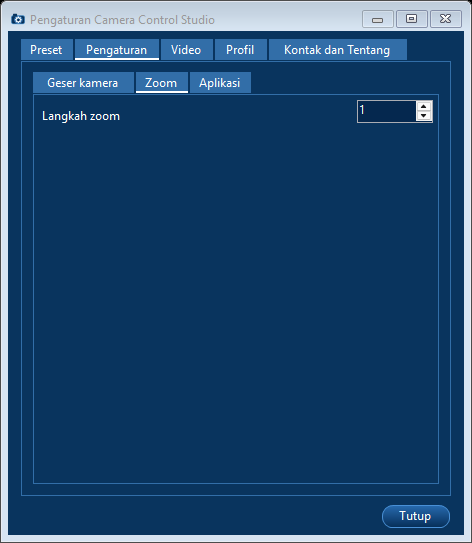 Pengaturan Camera Control Studio
Preset Pengaturan Video Profil Kontak dan Tentang
Geser kamera Zoom Aplikasi
Langkah zoom 1
Tutup